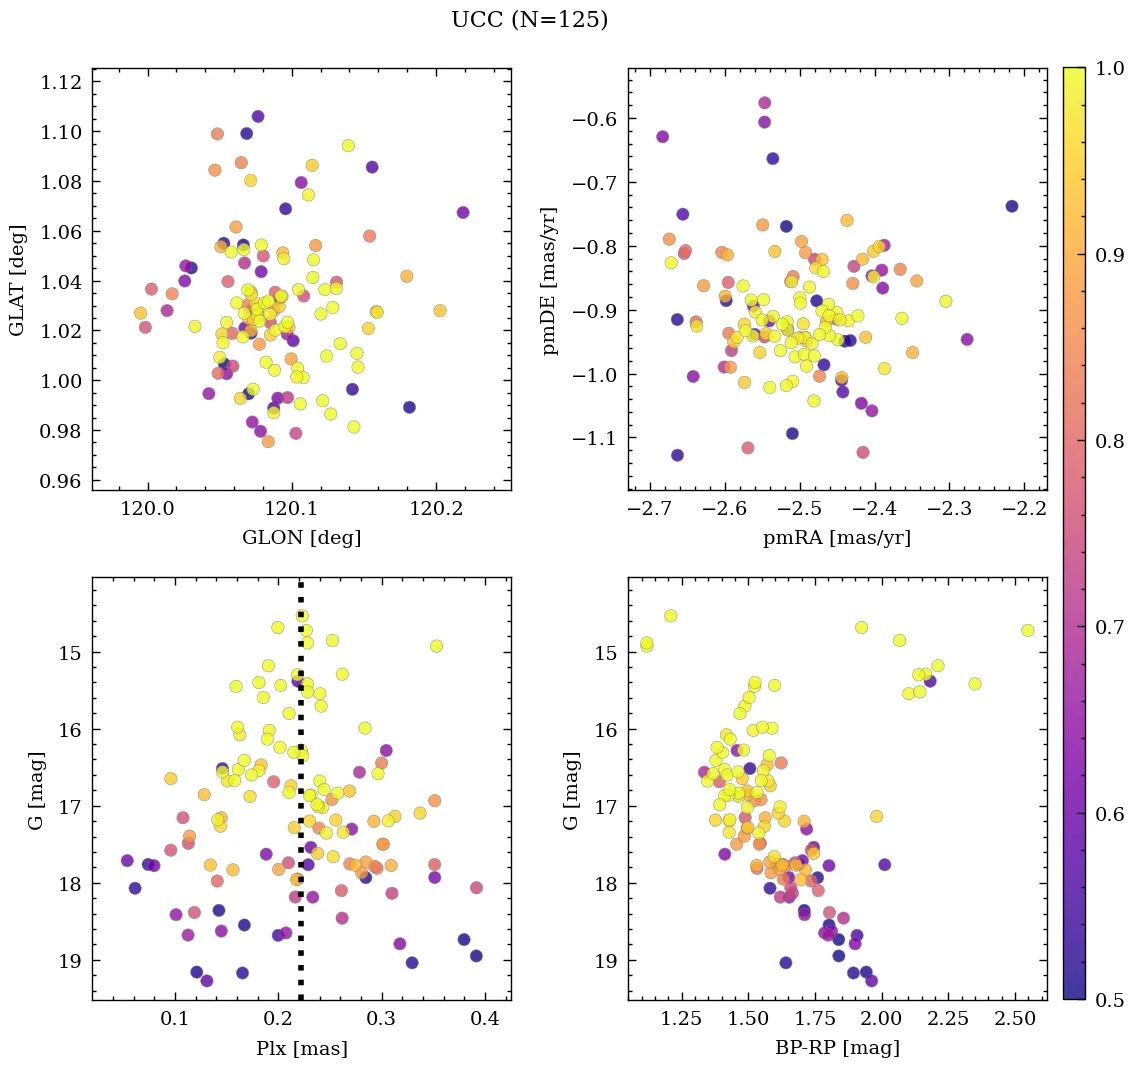 UCC (N=125)
1.12
1.10
1.08
1.06
1.04
1.02
1.00
0.98
0.96
GLAT [deg]
120.0 120.1 120.2
GLON [deg]
−0.6
−0.7
−0.8
−0.9
−1.0
−1.1
pmDE [mas/yr]
−2.7 −2.6 −2.5 −2.4 −2.3 −2.2
pmRA [mas/yr]
15
16
17
18
19
G [mag]
0.1 0.2 0.3 0.4
Plx [mas]
15
16
17
18
19
G [mag]
1.25 1.50 1.75 2.00 2.25 2.50
BP-RP [mag]
1.0
0.9
0.8
0.7
0.6
0.5